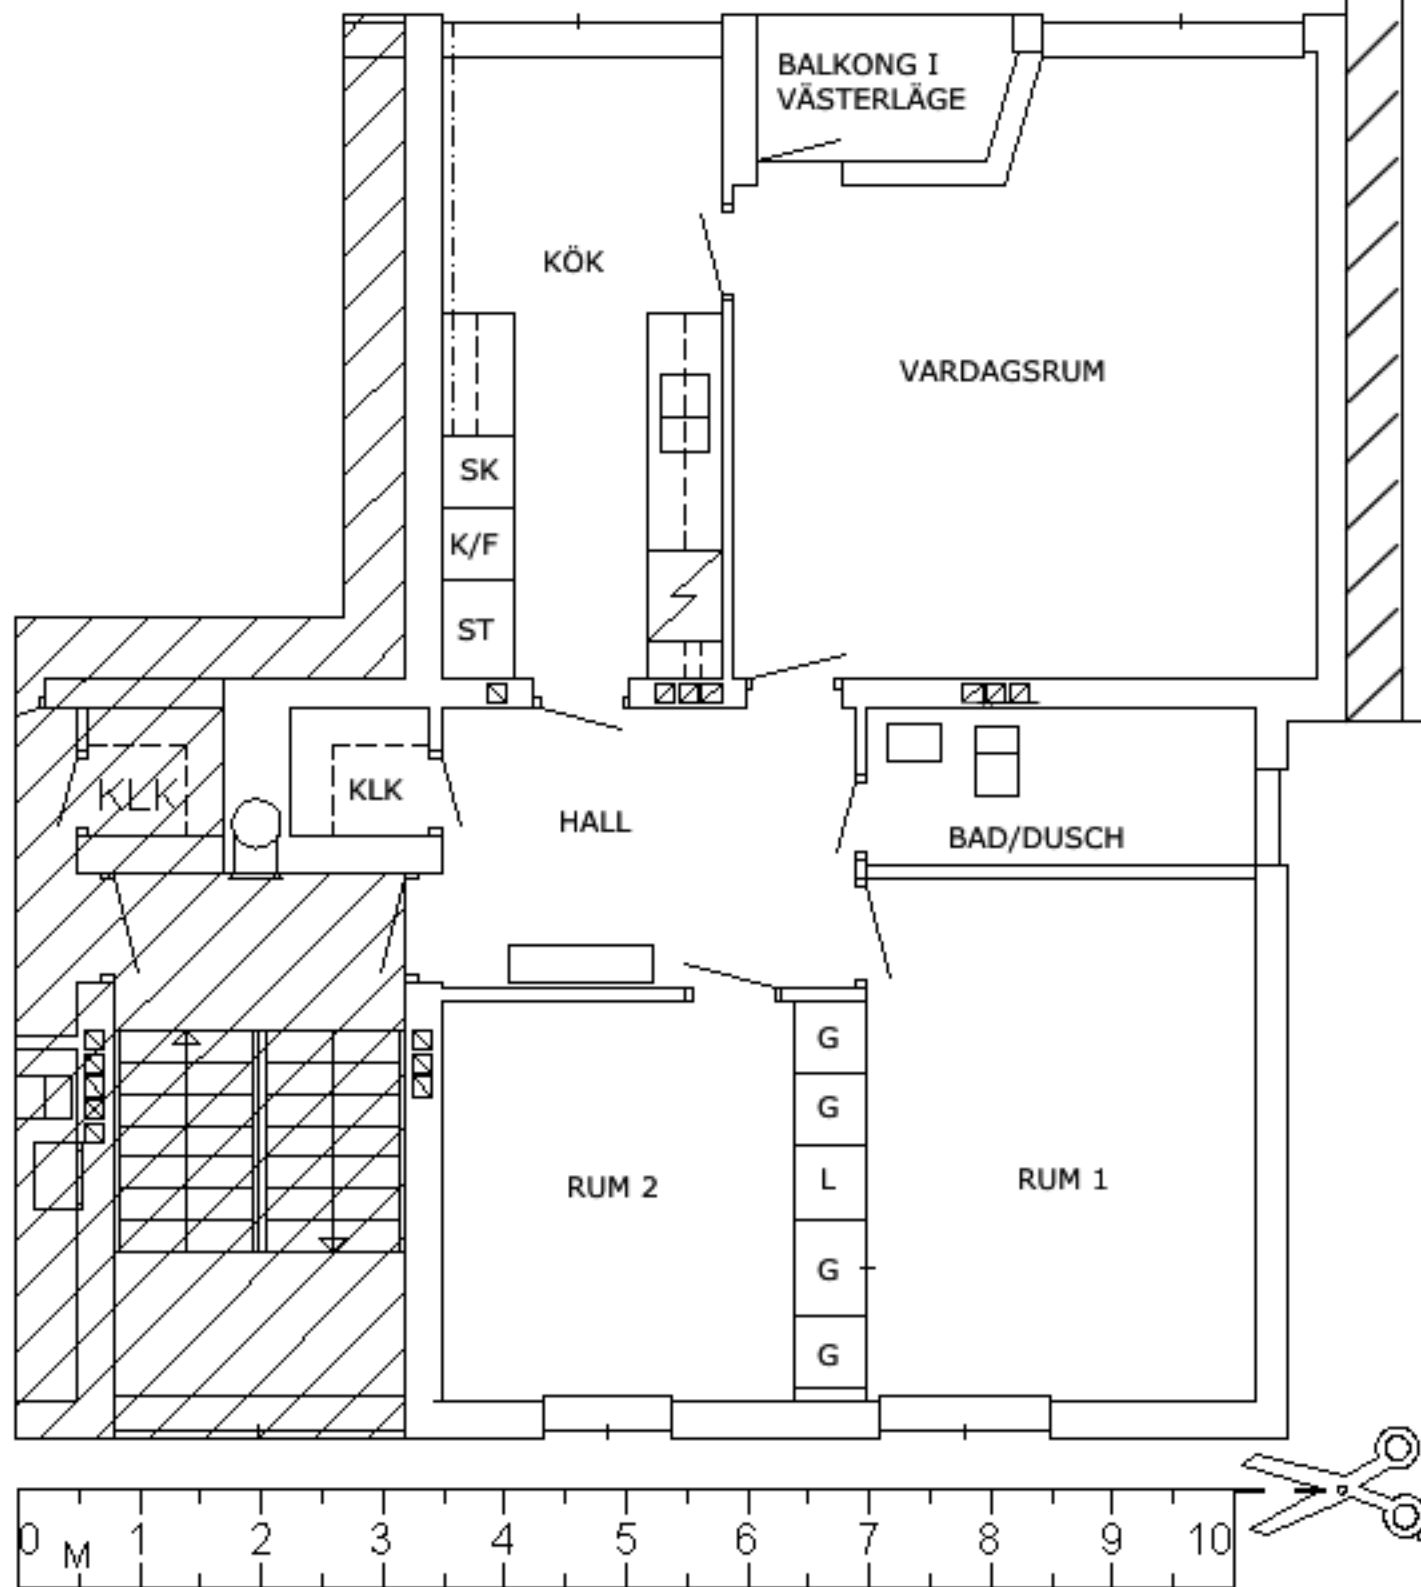 BALKONG I
VÄSTERLÄGE
KÖK
VARDAGSRUM
SK
K/F
ST
KLK
KLK
HALL
BAD/DUSCH
G
G
L
G
G
RUM 2
RUM 1
0 M 1 2 3 4 5 6 7 8 9 10